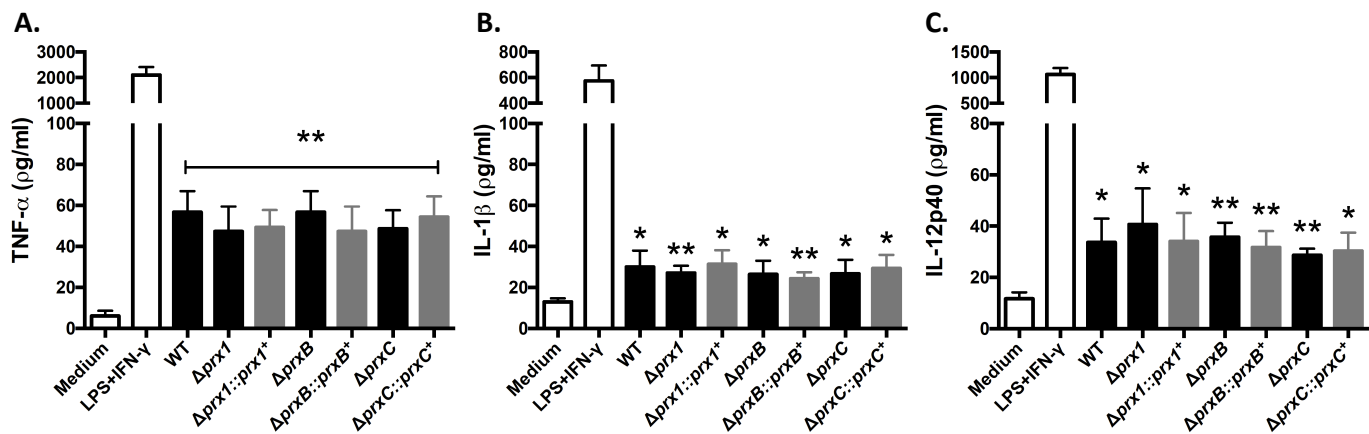 A.
TNF-α (ρg/ml)
3000
2000
1000
100
80
60
40
20
0
**
Medium
LPS+IFN-γ
WT
Δprx1
Δprx1::prx1⁺
ΔprxB
ΔprxB::prxB⁺
ΔprxC
ΔprxC::prxC⁺
B.
IL-1β (ρg/ml)
800
600
400
100
80
60
40
20
0
*
**
*
*
**
*
*
Medium
LPS+IFN-γ
WT
Δprx1
Δprx1::prx1⁺
ΔprxB
ΔprxB::prxB⁺
ΔprxC
ΔprxC::prxC⁺
C.
IL-12p40 (ρg/ml)
1500
1000
500
80
60
40
20
0
*
*
*
**
**
**
*
Medium
LPS+IFN-γ
WT
Δprx1
Δprx1::prx1⁺
ΔprxB
ΔprxB::prxB⁺
ΔprxC
ΔprxC::prxC⁺